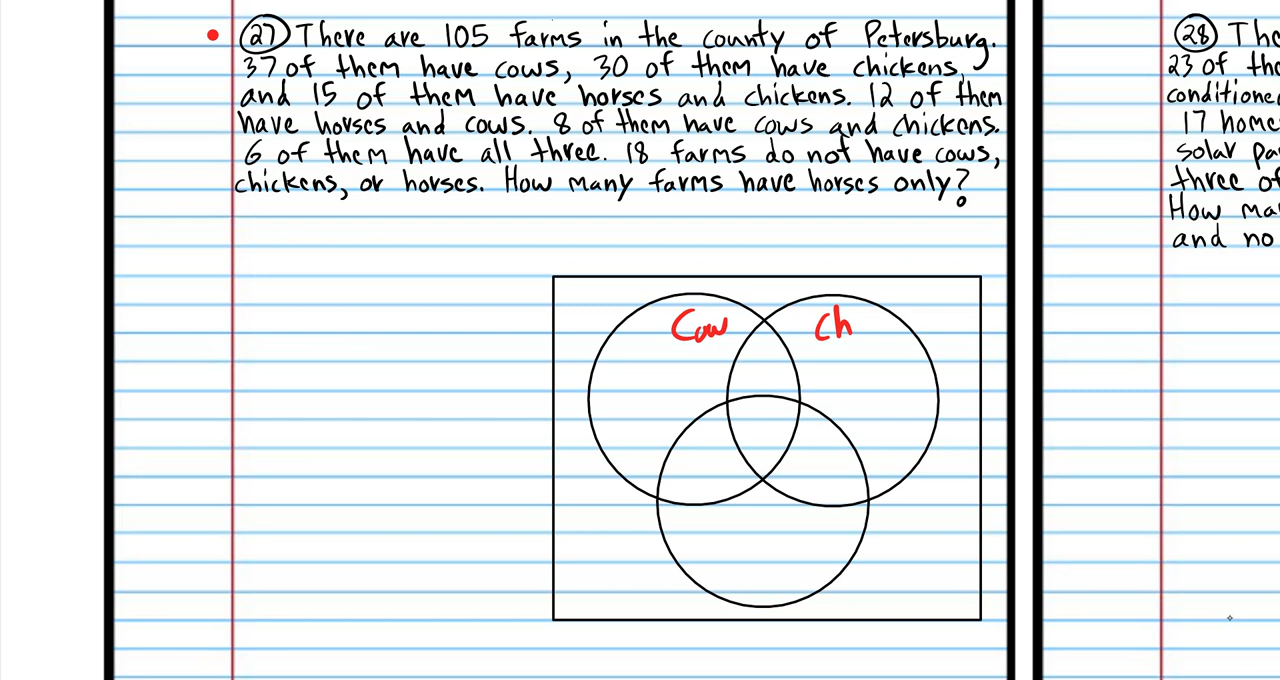 27 There are 105 farms in the county of Petersburg.
37 of them have cows, 30 of them have chickens,
and 15 of them have horses and chickens. 12 of them
have horses and cows. 8 of them have cows and chickens.
6 of them have all three. 18 farms do not have cows,
chickens, or horses. How many farms have horses only?
Cow Ch
28 The
23 of the
conditione
17 home
solar pa
three of
How ma
and no